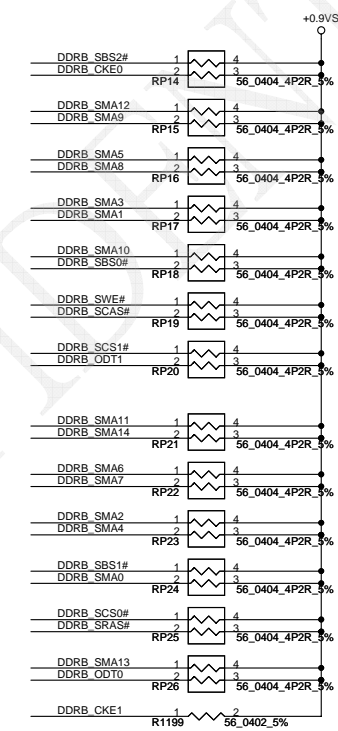 +0.9VS
DDRB_SBS2# 1 4
DDRB_CKE0 2 3
RP14 56_0404_4P2R_5%
DDRB_SMA12 1 4
DDRB_SMA9 2 3
RP15 56_0404_4P2R_5%
DDRB_SMA5 1 4
DDRB_SMA8 2 3
RP16 56_0404_4P2R_5%
DDRB_SMA3 1 4
DDRB_SMA1 2 3
RP17 56_0404_4P2R_5%
DDRB_SMA10 1 4
DDRB_SBS0# 2 3
RP18 56_0404_4P2R_5%
DDRB_SWE# 1 4
DDRB_SCAS# 2 3
RP19 56_0404_4P2R_5%
DDRB_SCS1# 1 4
DDRB_ODT1 2 3
RP20 56_0404_4P2R_5%
DDRB_SMA11 1 4
DDRB_SMA14 2 3
RP21 56_0404_4P2R_5%
DDRB_SMA6 1 4
DDRB_SMA7 2 3
RP22 56_0404_4P2R_5%
DDRB_SMA2 1 4
DDRB_SMA4 2 3
RP23 56_0404_4P2R_5%
DDRB_SBS1# 1 4
DDRB_SMA0 2 3
RP24 56_0404_4P2R_5%
DDRB_SCS0# 1 4
DDRB_SRAS# 2 3
RP25 56_0404_4P2R_5%
DDRB_SMA13 1 4
DDRB_ODT0 2 3
RP26 56_0404_4P2R_5%
DDRB_CKE1 1 2
R1199 56_0402_5%